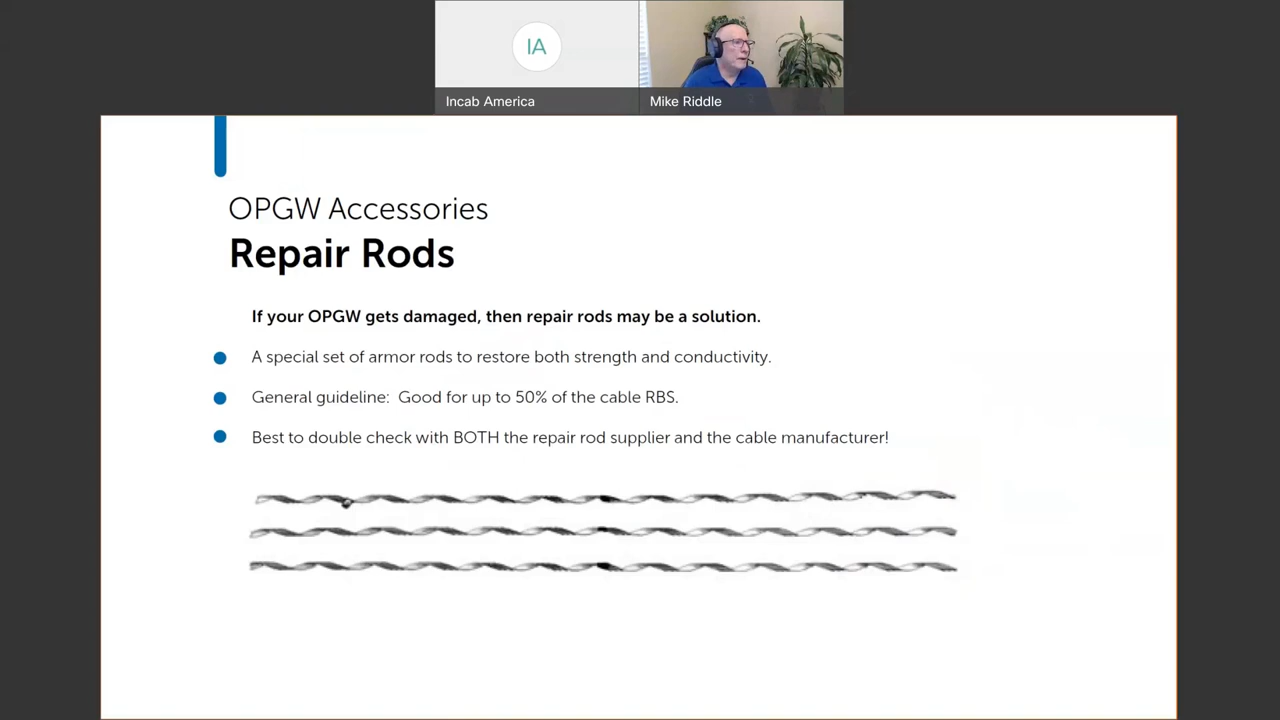 IA
Incab America
Mike Riddle
OPGW Accessories
Repair Rods
If your OPGW gets damaged, then repair rods may be a solution.
A special set of armor rods to restore both strength and conductivity.
General guideline:  Good for up to 50% of the cable RBS.
Best to double check with BOTH the repair rod supplier and the cable manufacturer!